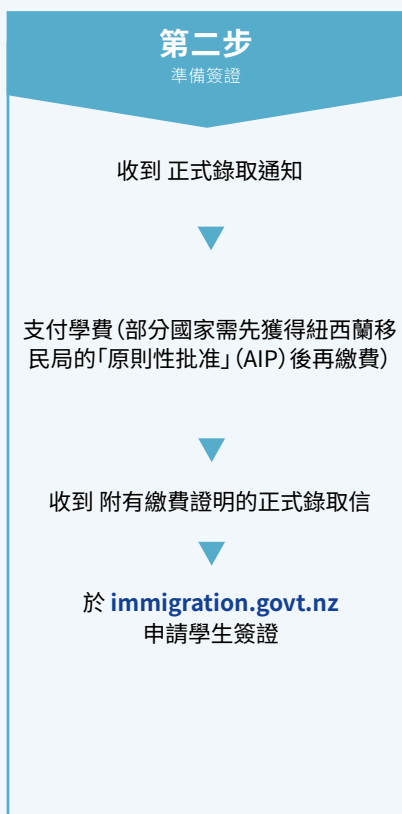 第二步
準備簽證
收到 正式錄取通知
支付學費（部分國家需先獲得紐西蘭移
民局的「原則性批准」（AIP）後再繳費）
收到 附有繳費證明的正式錄取信
於 immigration.govt.nz
申請學生簽證